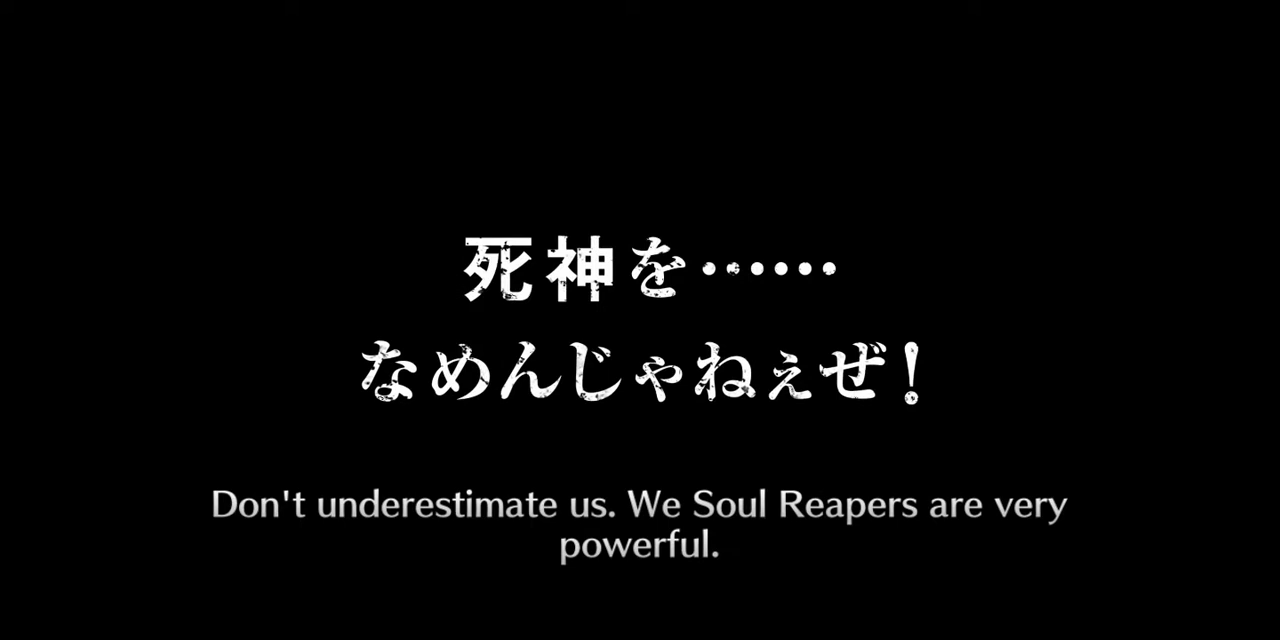 死神を……
なめんじゃねぇぜ！
Don't underestimate us. We Soul Reapers are very
powerful.